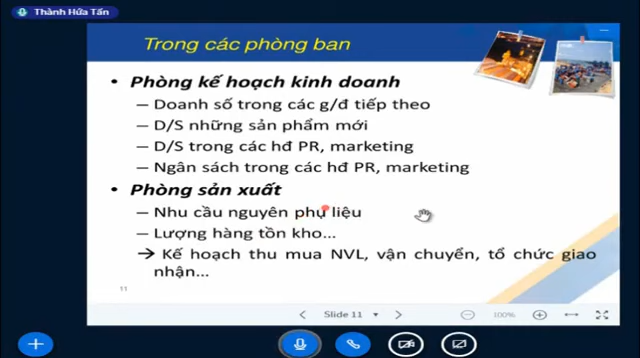 Thành Hứa Tấn
Trong các phòng ban
• Phòng kế hoạch kinh doanh
– Doanh số trong các g/đ tiếp theo
– D/S những sản phẩm mới
– D/S trong các hđ PR, marketing
– Ngân sách trong các hđ PR, marketing
• Phòng sản xuất
– Nhu cầu nguyên phụ liệu
– Lượng hàng tồn kho...
→ Kế hoạch thu mua NVL, vận chuyển, tổ chức giao
nhận...
11
Slide 11
100%